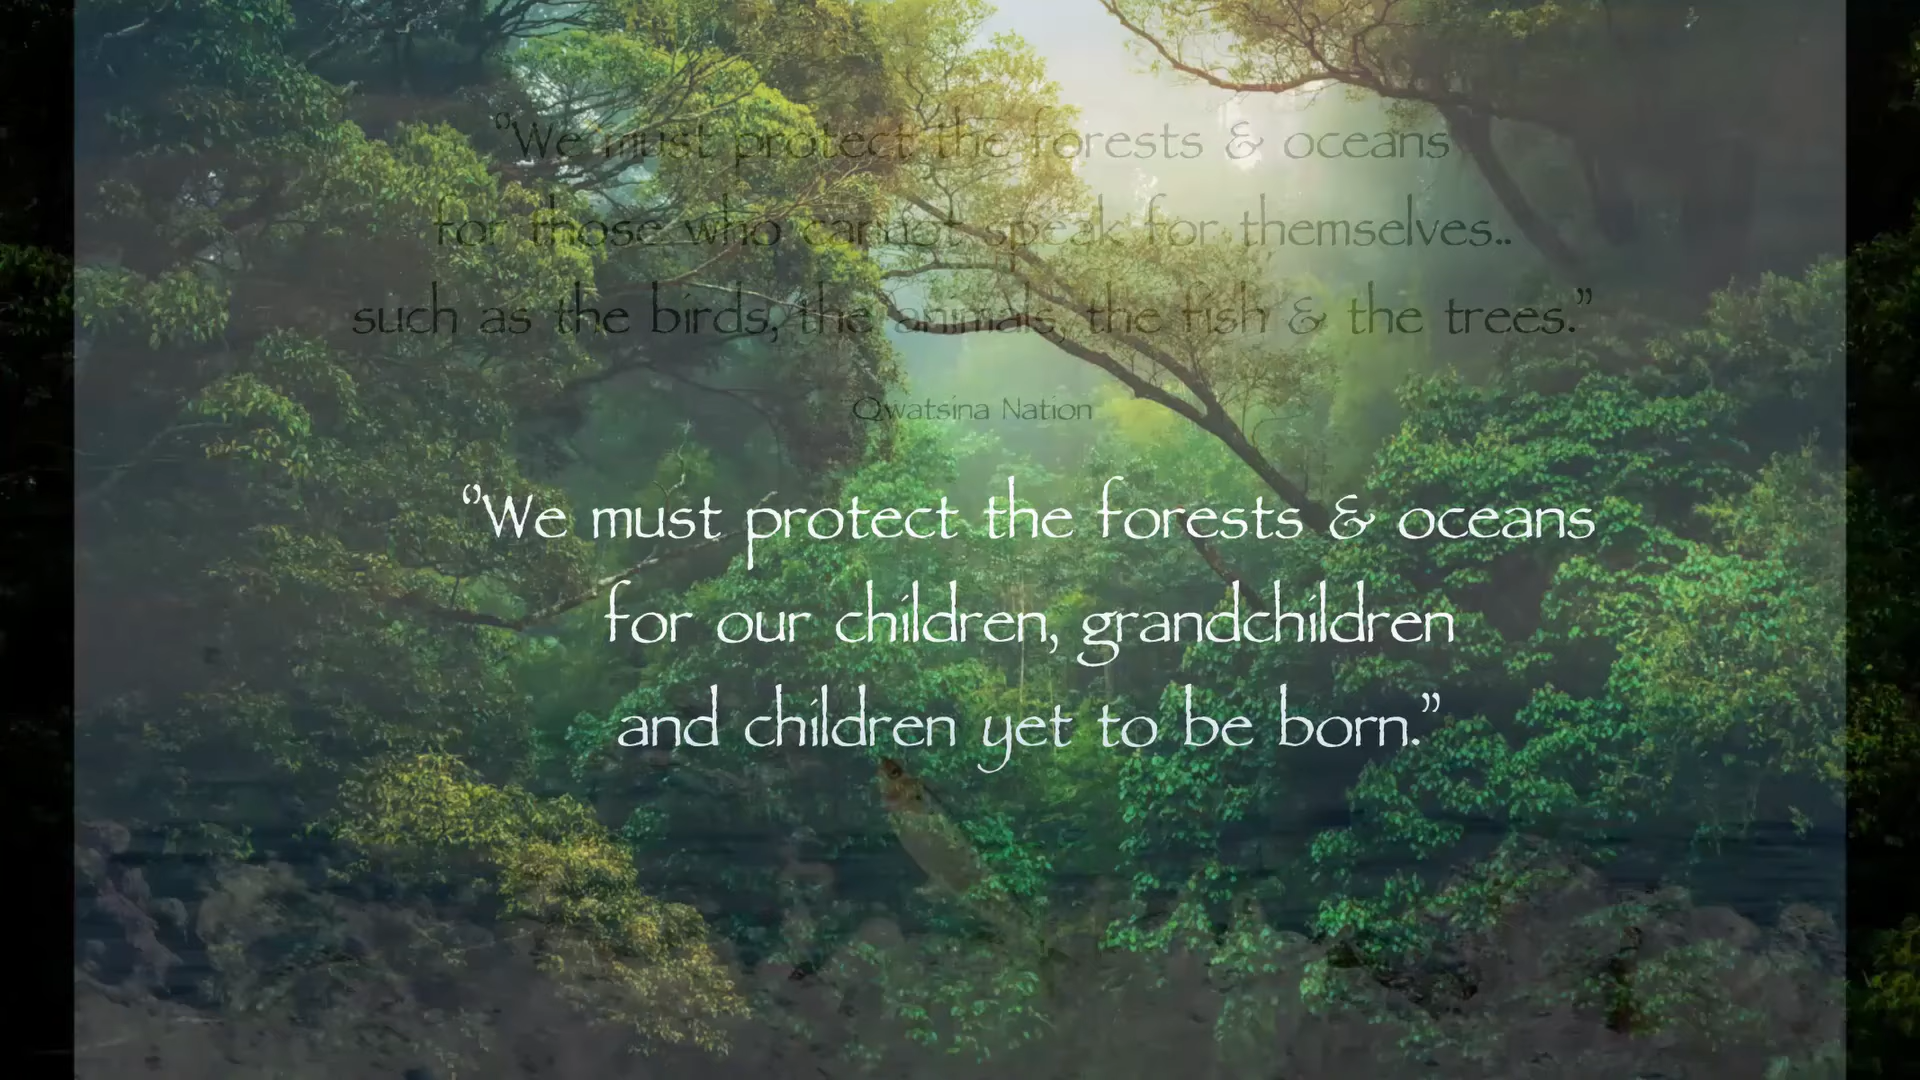 “We must protect the forests & oceans
for those who cannot speak for themselves..
such as the birds, the animals, the fish & the trees.”
Qwatsina Nation
“We must protect the forests & oceans
for our children, grandchildren
and children yet to be born.”